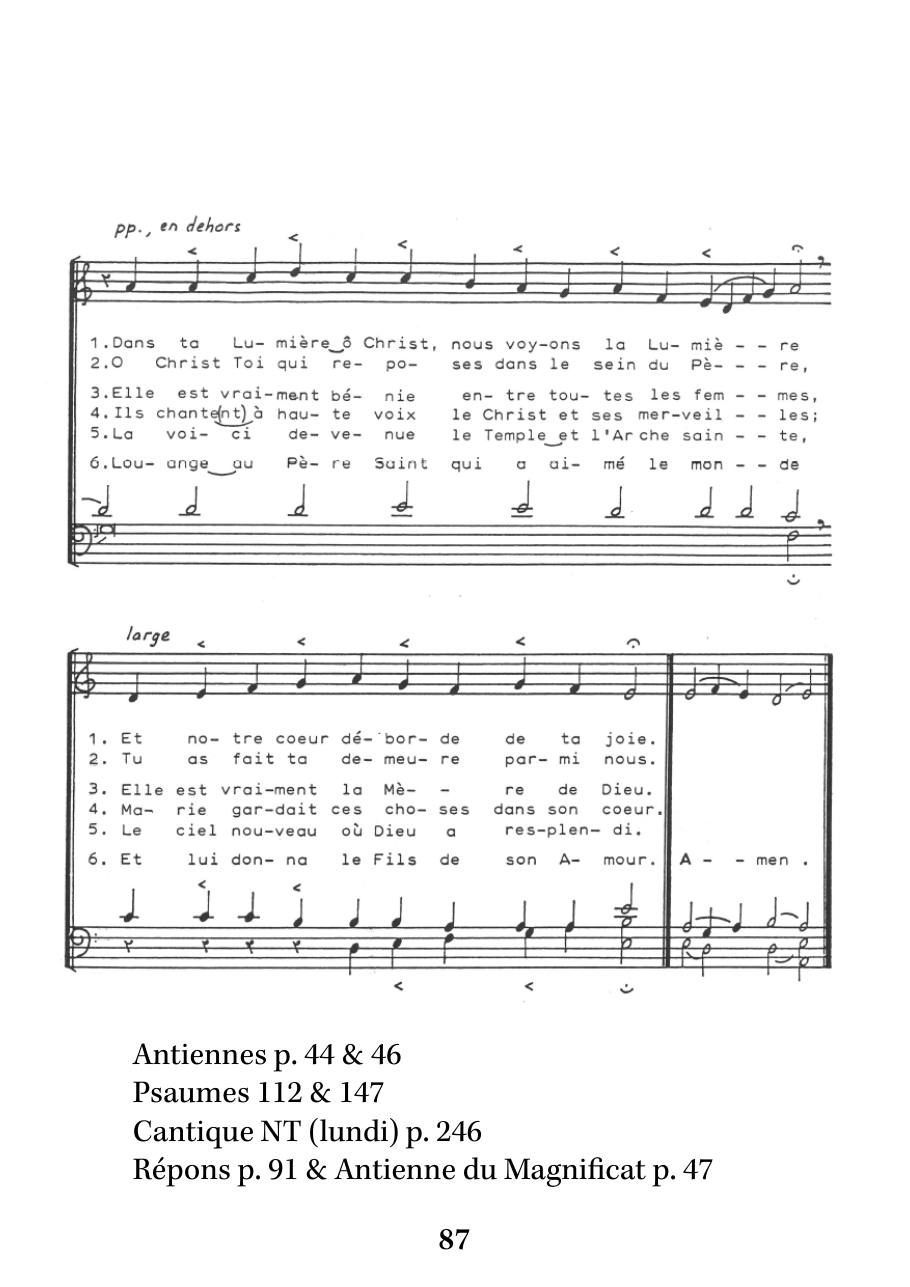 pp., en dehors
1.Dans ta Lu- mière ô Christ, nous voy-ons la Lu- miè - - re
2.O Christ Toi qui re- po- ses dans le sein du Pè- - - re,
3.Elle est vrai-ment bé- nie en- tre tou- tes les fem - - mes,
4.Ils chante(nt) à hau- te voix le Christ et ses mer-veil - - les;
5.La voi- ci de- ve- nue le Temple et l'Ar che sain - - te,
6.Lou- ange au Pè- re Saint qui a ai- mé le mon - - de
large
1. Et no- tre coeur dé- bor- de de ta joie.
2. Tu as fait ta de- meu- re par- mi nous.
3. Elle est vrai-ment la Mè- - re de Dieu.
4. Ma- rie gar-dait ces cho- ses dans son coeur.
5. Le ciel nou-veau où Dieu a res-plen- di.
6. Et lui don- na le Fils de son A- mour. A - - men .
Antiennes p. 44 & 46
Psaumes 112 & 147
Cantique NT (lundi) p. 246
Répons p. 91 & Antienne du Magnificat p. 47
87